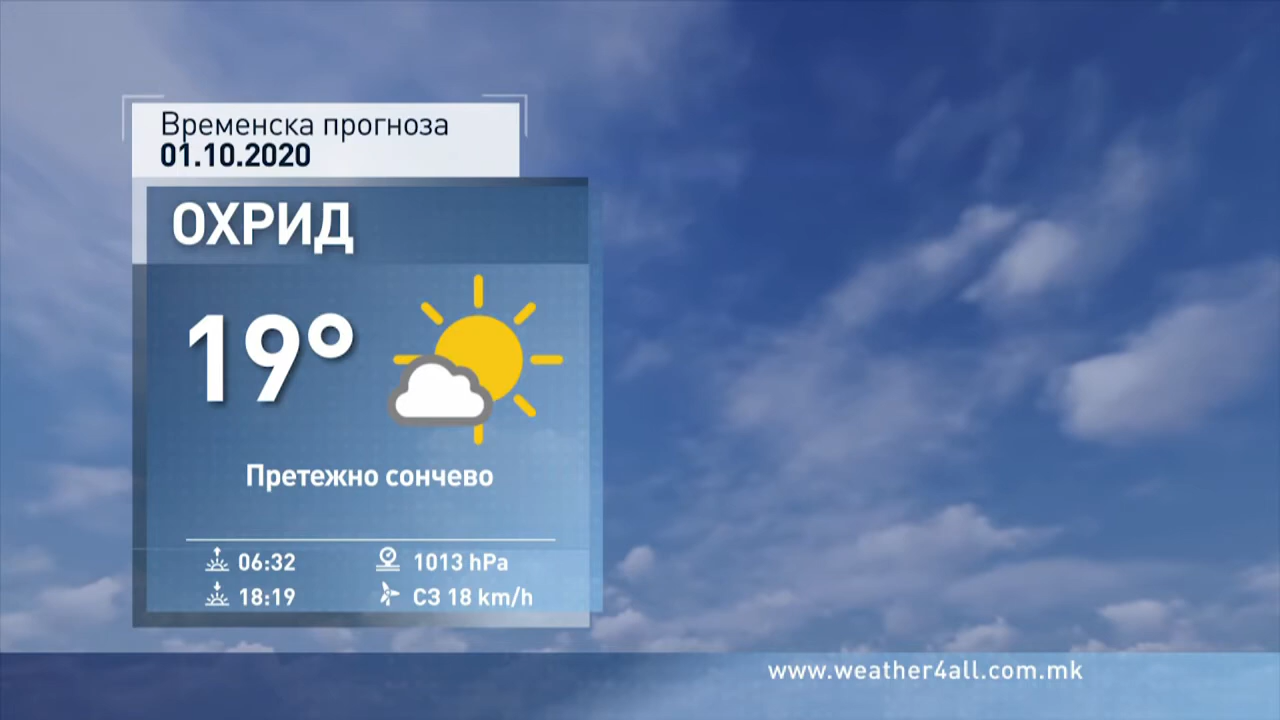 Временска прогноза
01.10.2020
ОХРИД
19°
Претежно сончево
06:32
1013 hPa
18:19
СЗ 18 km/h
www.weather4all.com.mk